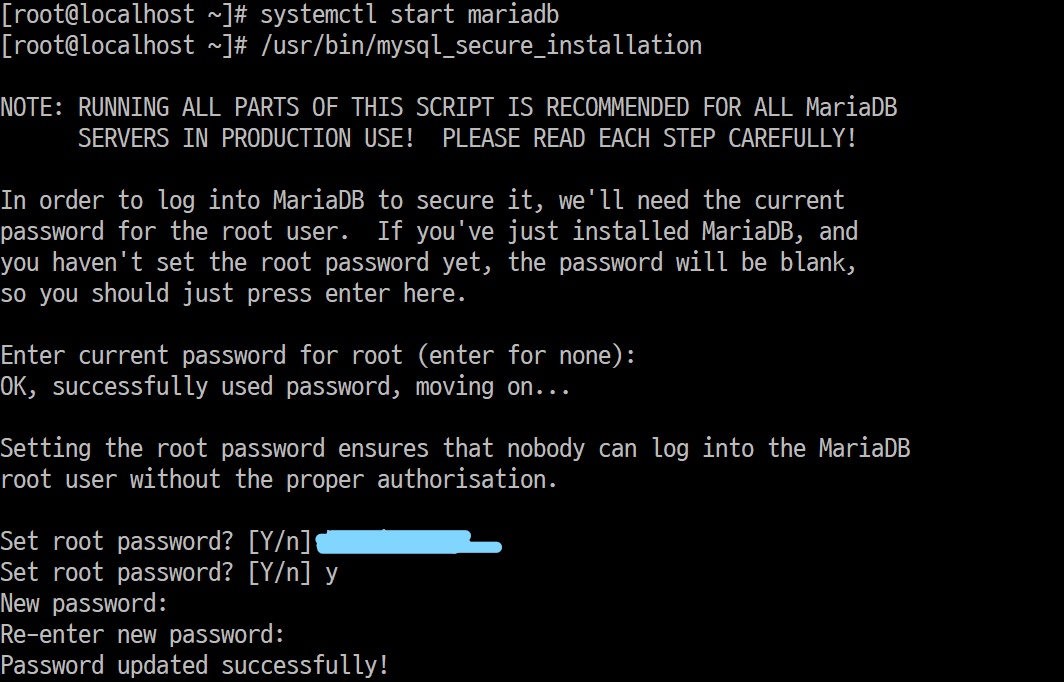 [root@localhost ~]# systemctl start mariadb
[root@localhost ~]# /usr/bin/mysql_secure_installation
NOTE: RUNNING ALL PARTS OF THIS SCRIPT IS RECOMMENDED FOR ALL MariaDB
SERVERS IN PRODUCTION USE!  PLEASE READ EACH STEP CAREFULLY!
In order to log into MariaDB to secure it, we'll need the current
password for the root user.  If you've just installed MariaDB, and
you haven't set the root password yet, the password will be blank,
so you should just press enter here.
Enter current password for root (enter for none):
OK, successfully used password, moving on...
Setting the root password ensures that nobody can log into the MariaDB
root user without the proper authorisation.
Set root password? [Y/n]
Set root password? [Y/n] y
New password:
Re-enter new password:
Password updated successfully!